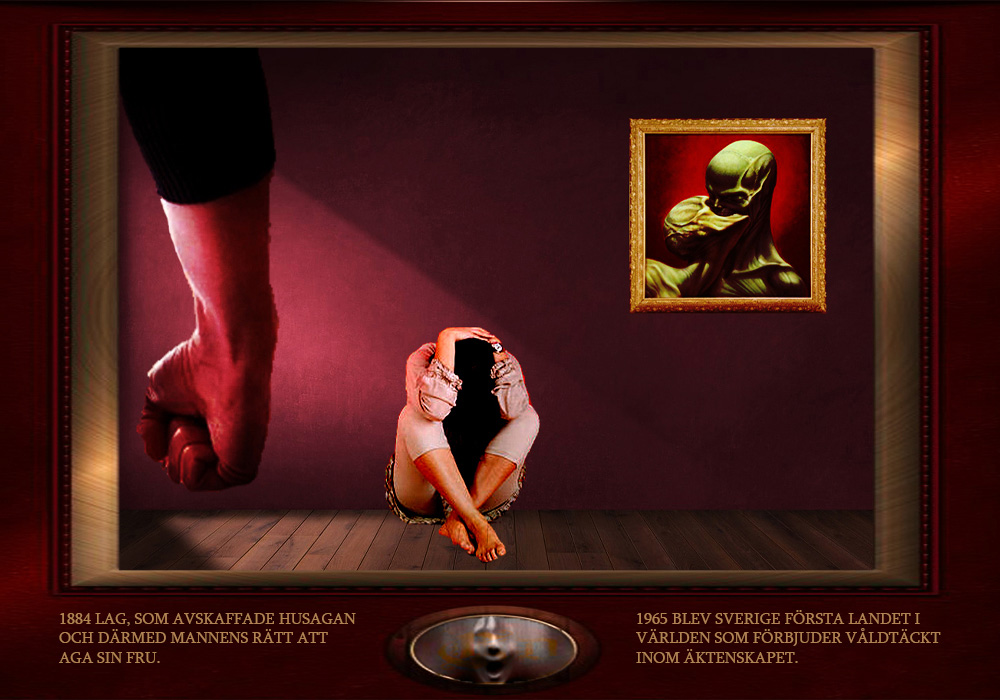 1884 LAG, SOM AVSKAFFADE HUSAGAN
OCH DÄRMED MANNENS RÄTT ATT
AGA SIN FRU.
1965 BLEV SVERIGE FÖRSTA LANDET I
VÄRLDEN SOM FÖRBJUDER VÅLDTÄCKT
INOM ÄKTENSKAPET.